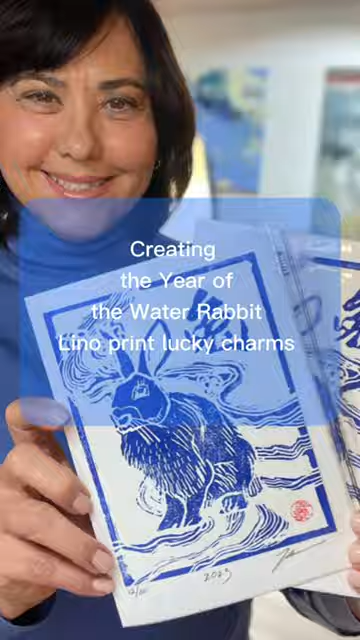 Creating
the Year of
the Water Rabbit
Lino print lucky charms
2023